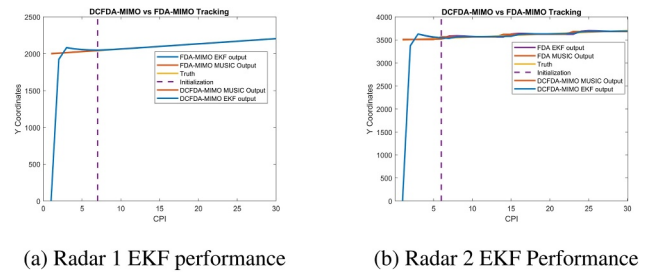 DCFDA-MIMO vs FDA-MIMO Tracking
2500
2000
1500
1000
500
0
Y Coordinates
FDA-MIMO EKF output
FDA-MIMO MUSIC Output
Truth
Initialization
DCFDA-MIMO MUSIC Output
DCFDA-MIMO EKF output
0 5 10 15 20 25 30
CPI
(a) Radar 1 EKF performance
DCFDA-MIMO vs FDA-MIMO Tracking
4000
3500
3000
2500
2000
1500
1000
500
0
Y Coordinates
FDA EKF output
FDA MUSIC Output
Truth
Initialization
DCFDA-MIMO MUSIC Output
DCFDA-MIMO EKF output
0 5 10 15 20 25 30
CPI
(b) Radar 2 EKF Performance